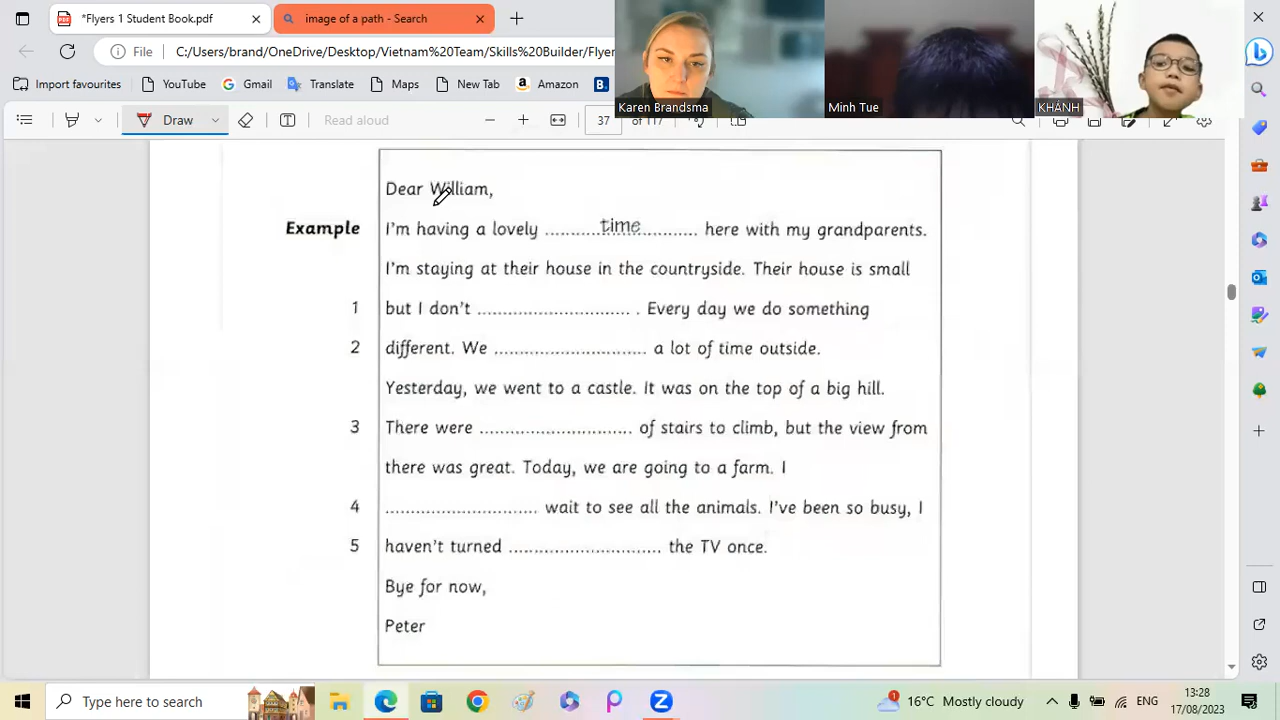 *Flyers 1 Student Book.pdf
image of a path - Search
File
C:/Users/brand/OneDrive/Desktop/Vietnam%20Team/Skills%20Builder/Flyer
Import favourites
YouTube
Gmail
Translate
Maps
New Tab
Amazon
Karen Brandsma
Minh Tue
KHÁNH
Draw
Read aloud
37
of 117
Dear William,
Example I'm having a lovely ........ time ........ here with my grandparents.
I'm staying at their house in the countryside. Their house is small
1 but I don't ........................ . Every day we do something
2 different. We ........................ a lot of time outside.
Yesterday, we went to a castle. It was on the top of a big hill.
3 There were ........................ of stairs to climb, but the view from
there was great. Today, we are going to a farm. I
4 ........................ wait to see all the animals. I've been so busy, I
5 haven't turned ........................ the TV once.
Bye for now,
Peter
Type here to search
16°C Mostly cloudy
ENG
13:28
17/08/2023